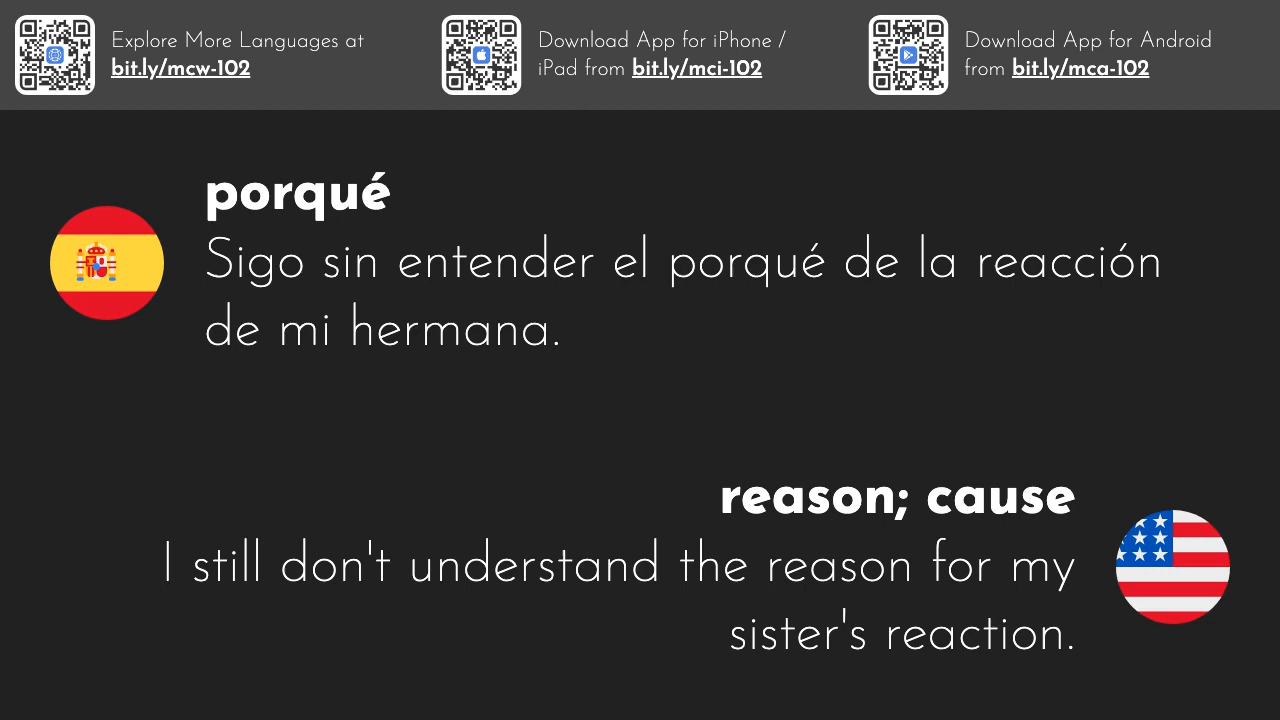 Explore More Languages at
bit.ly/mcw-102
Download App for iPhone /
iPad from bit.ly/mci-102
Download App for Android
from bit.ly/mca-102
porqué
Sigo sin entender el porqué de la reacción
de mi hermana.
reason; cause
I still don't understand the reason for my
sister's reaction.